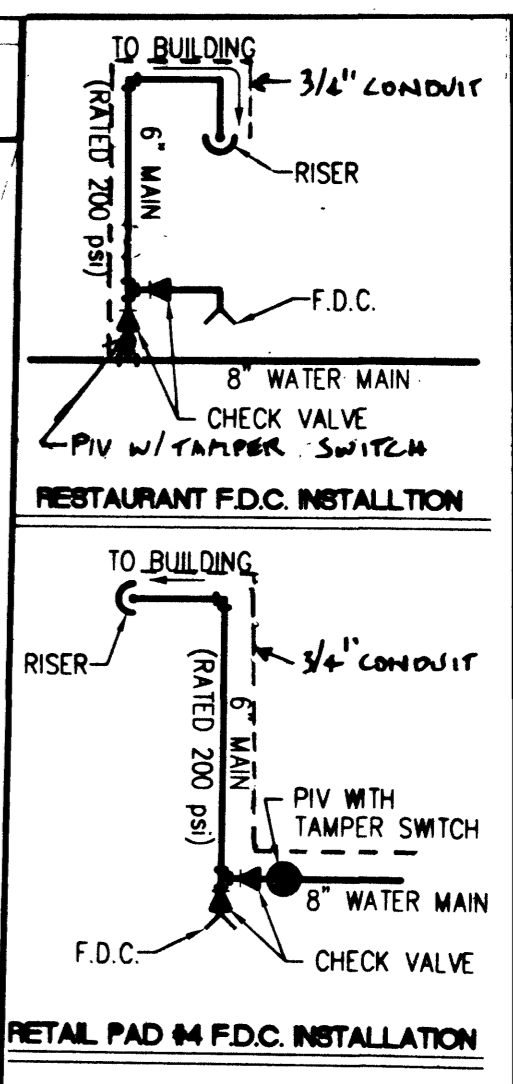 TO BUILDING
3/4" CONDUIT
(RATED 200 psi)
6" MAIN
RISER
F.D.C.
8" WATER MAIN
CHECK VALVE
PIV W/ TAMPER SWITCH
RESTAURANT F.D.C. INSTALLTION
TO BUILDING
RISER
3/4" CONDUIT
(RATED 200 psi)
6" MAIN
PIV WITH
TAMPER SWITCH
8" WATER MAIN
F.D.C.
CHECK VALVE
RETAIL PAD #4 F.D.C. INSTALLATION